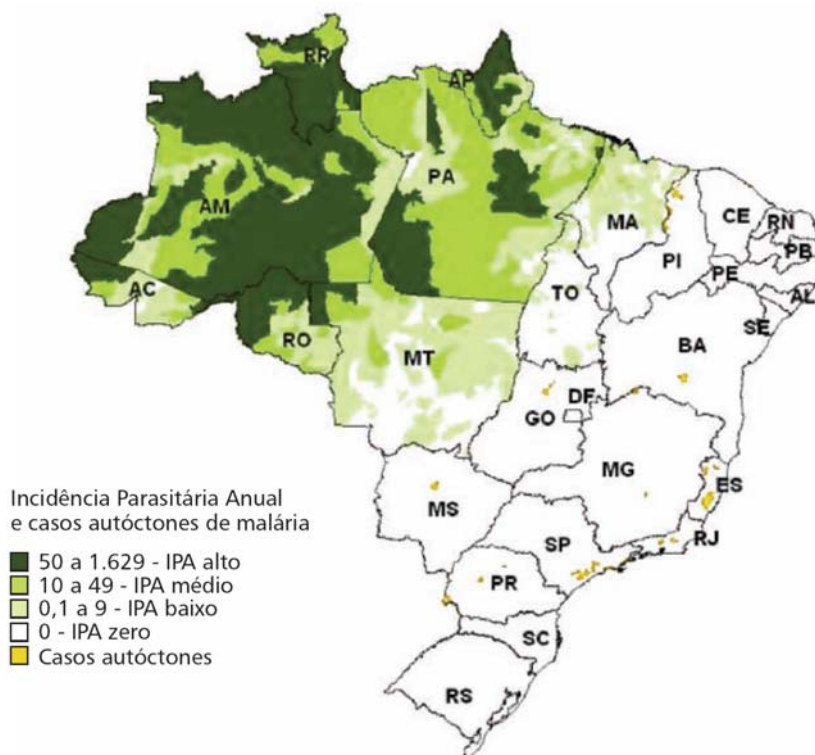 RR
AP
AM
PA
MA
CE
RN
PB
PI
PE
AL
AC
TO
SE
RO
MT
BA
DF
GO
MG
ES
MS
SP
RJ
PR
SC
RS
Incidência Parasitária Anual
e casos autóctones de malária
50 a 1.629 - IPA alto
10 a 49 - IPA médio
0,1 a 9 - IPA baixo
0 - IPA zero
Casos autóctones